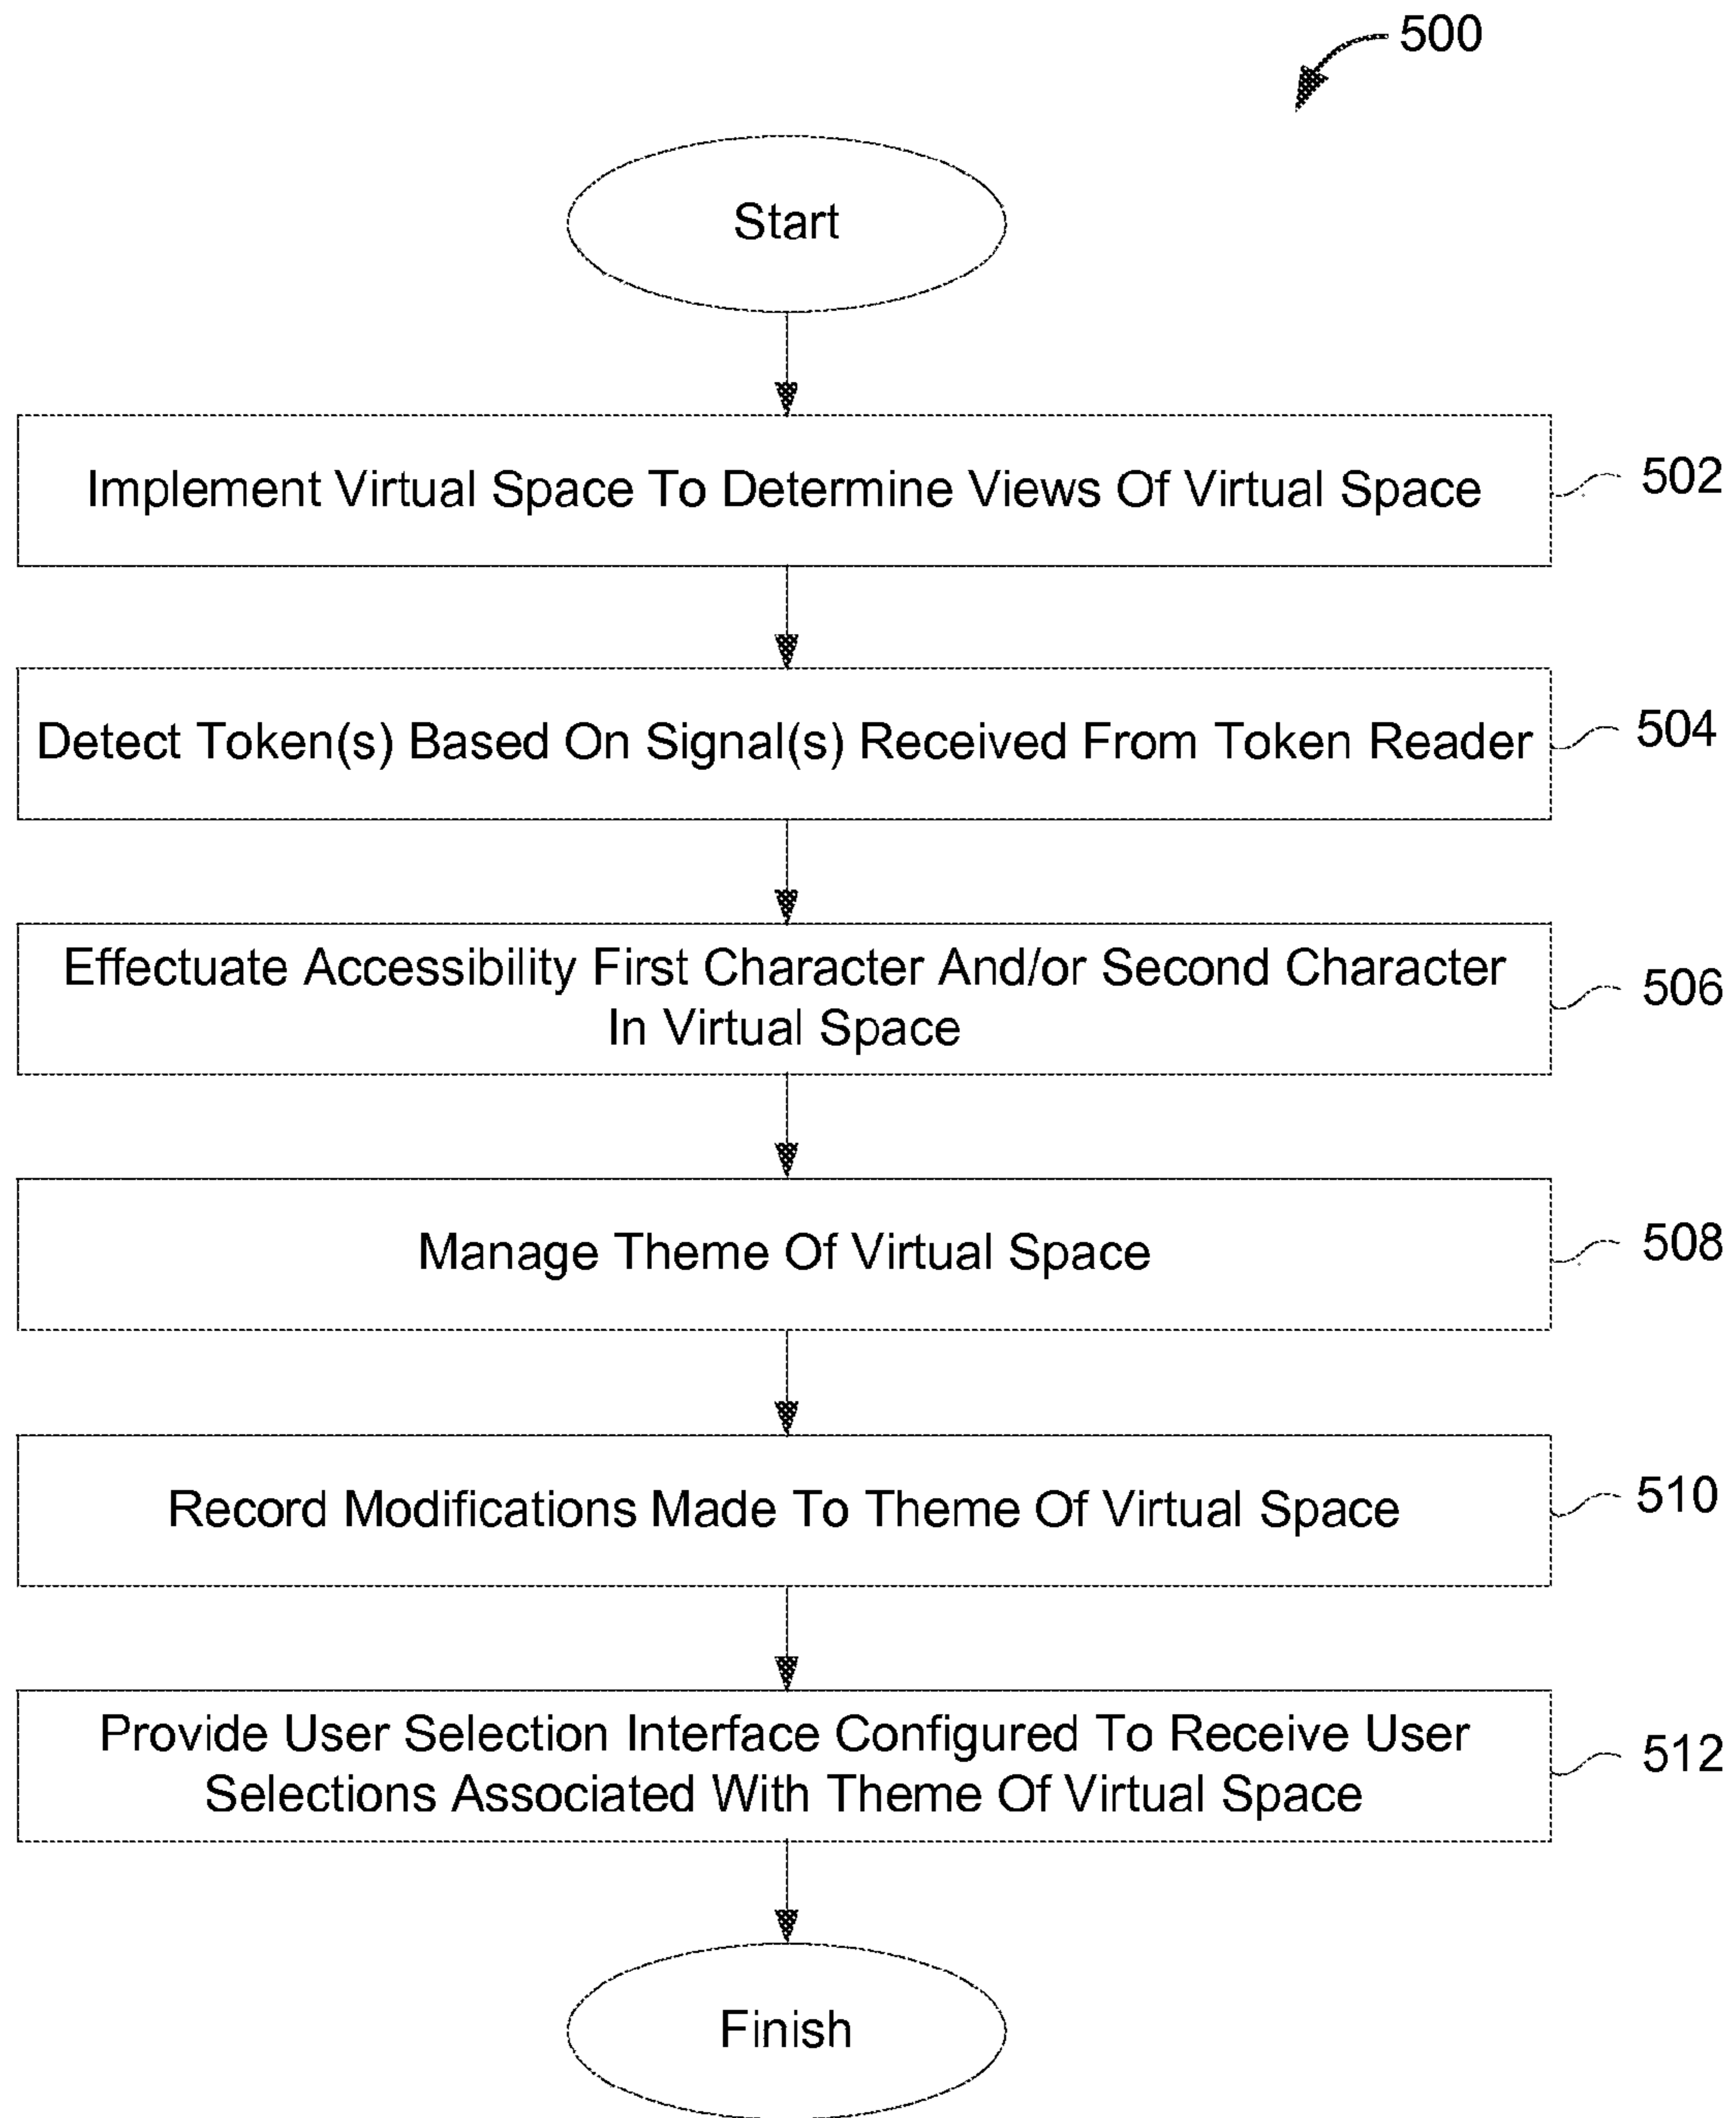 500
Start
Implement Virtual Space To Determine Views Of Virtual Space
502
Detect Token(s) Based On Signal(s) Received From Token Reader
504
Effectuate Accessibility First Character And/or Second Character
In Virtual Space
506
Manage Theme Of Virtual Space
508
Record Modifications Made To Theme Of Virtual Space
510
Provide User Selection Interface Configured To Receive User
Selections Associated With Theme Of Virtual Space
512
Finish